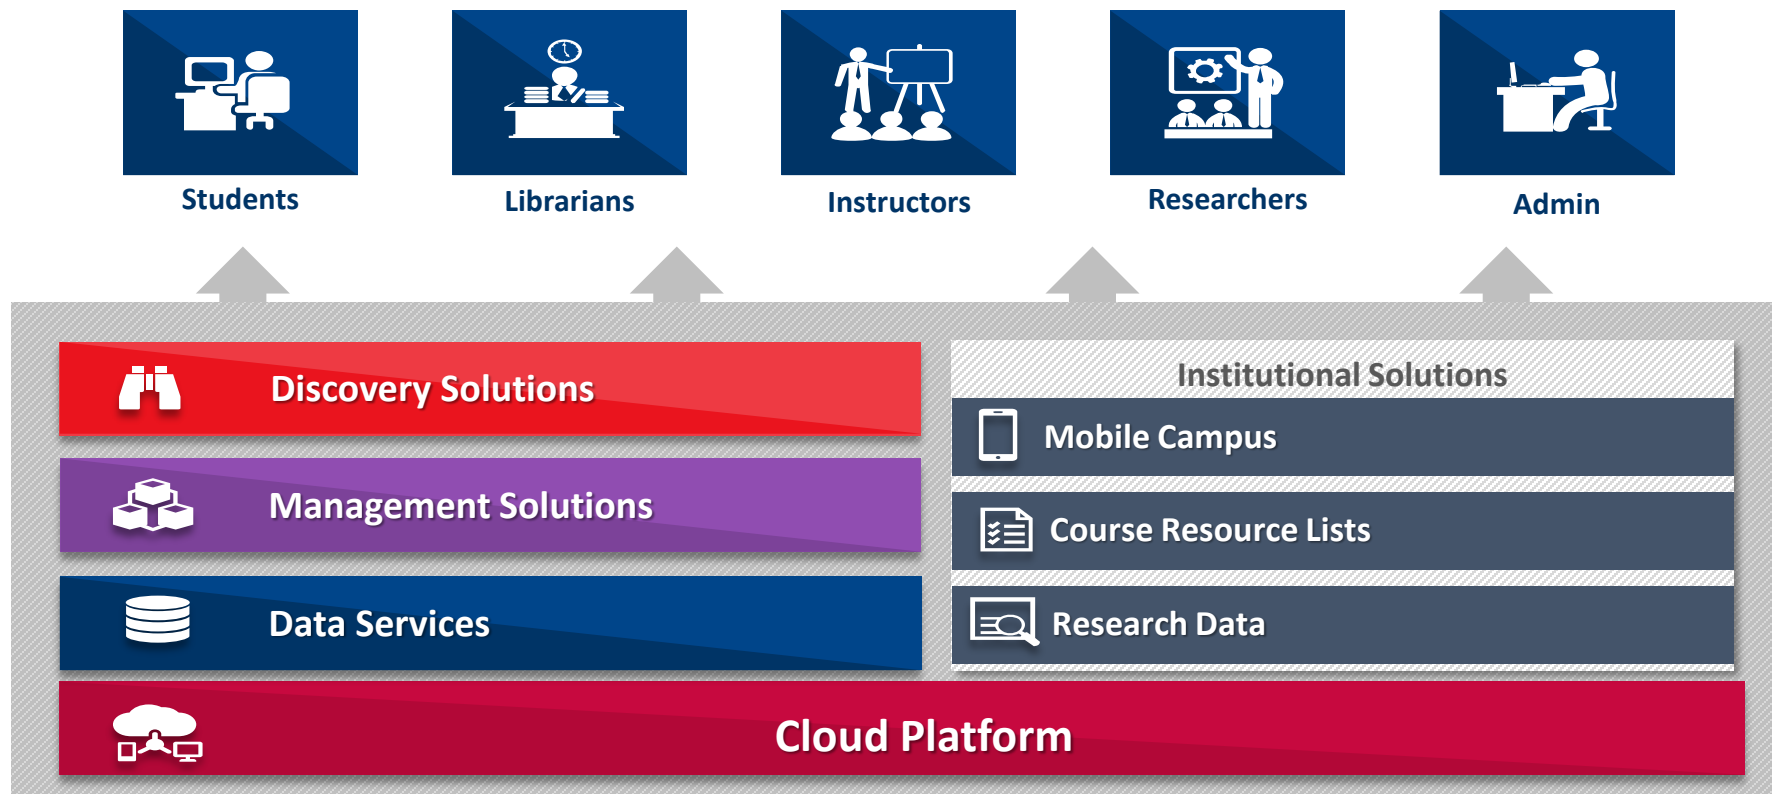 Students
Librarians
Instructors
Researchers
Admin
Discovery Solutions
Management Solutions
Data Services
Institutional Solutions
Mobile Campus
Course Resource Lists
Research Data
Cloud Platform